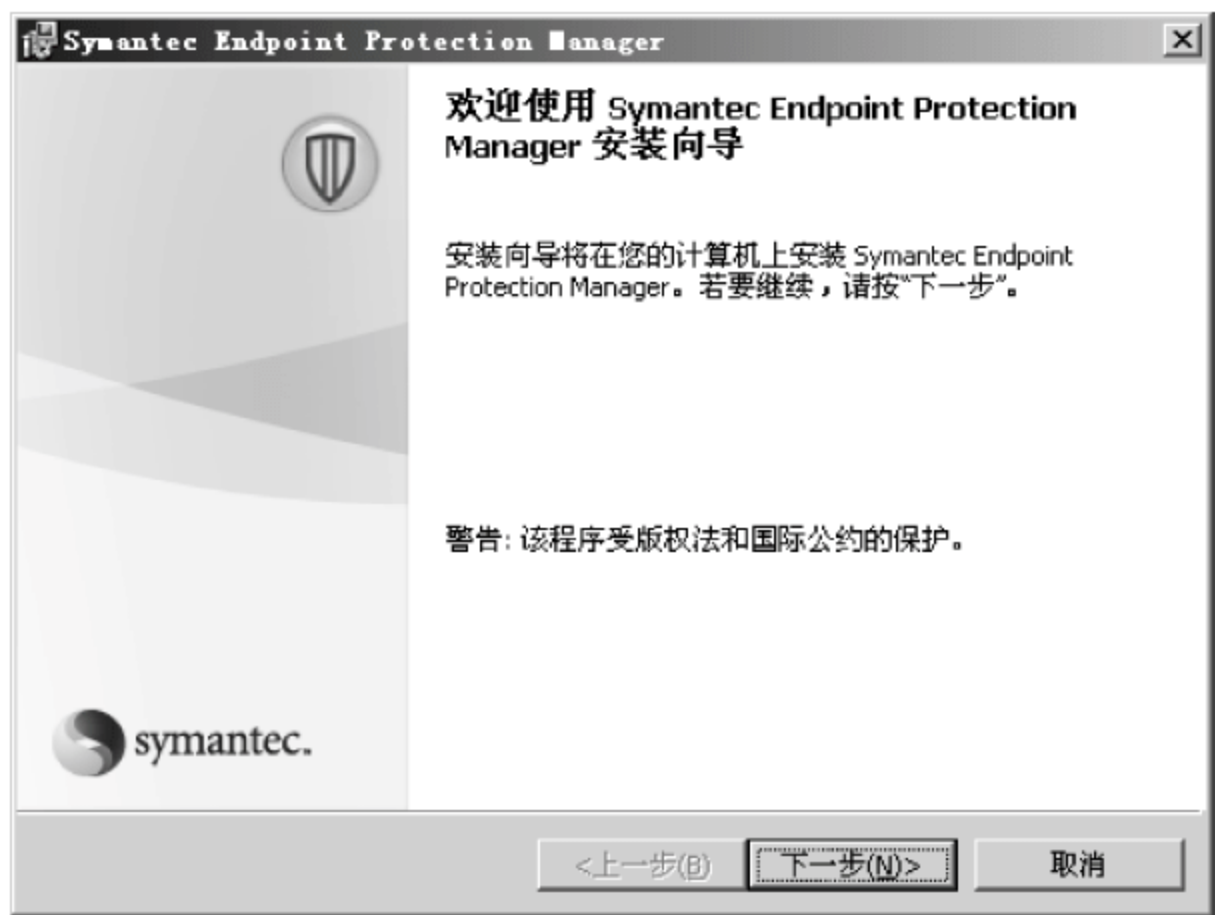 Symantec Endpoint Protection Manager
欢迎使用 Symantec Endpoint Protection
Manager 安装向导
安装向导将在您的计算机上安装 Symantec Endpoint
Protection Manager。若要继续，请按“下一步”。
警告: 该程序受版权法和国际公约的保护。
symantec.
<上一步(B)
下一步(N)>
取消